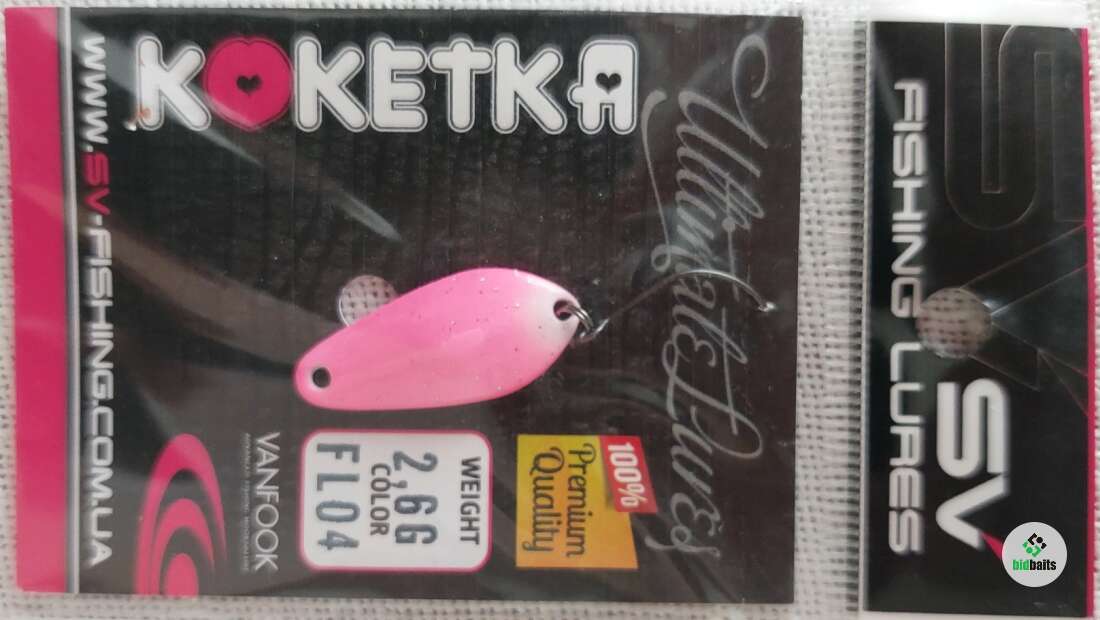 KOKETKA
Ultimate Lures
100%
Premium
Quality
WEIGHT
2,6G
COLOR
FL04
VANFOOK
WWW.SV-FISHING.COM.UA
SV
FISHING LURES
bidbaits